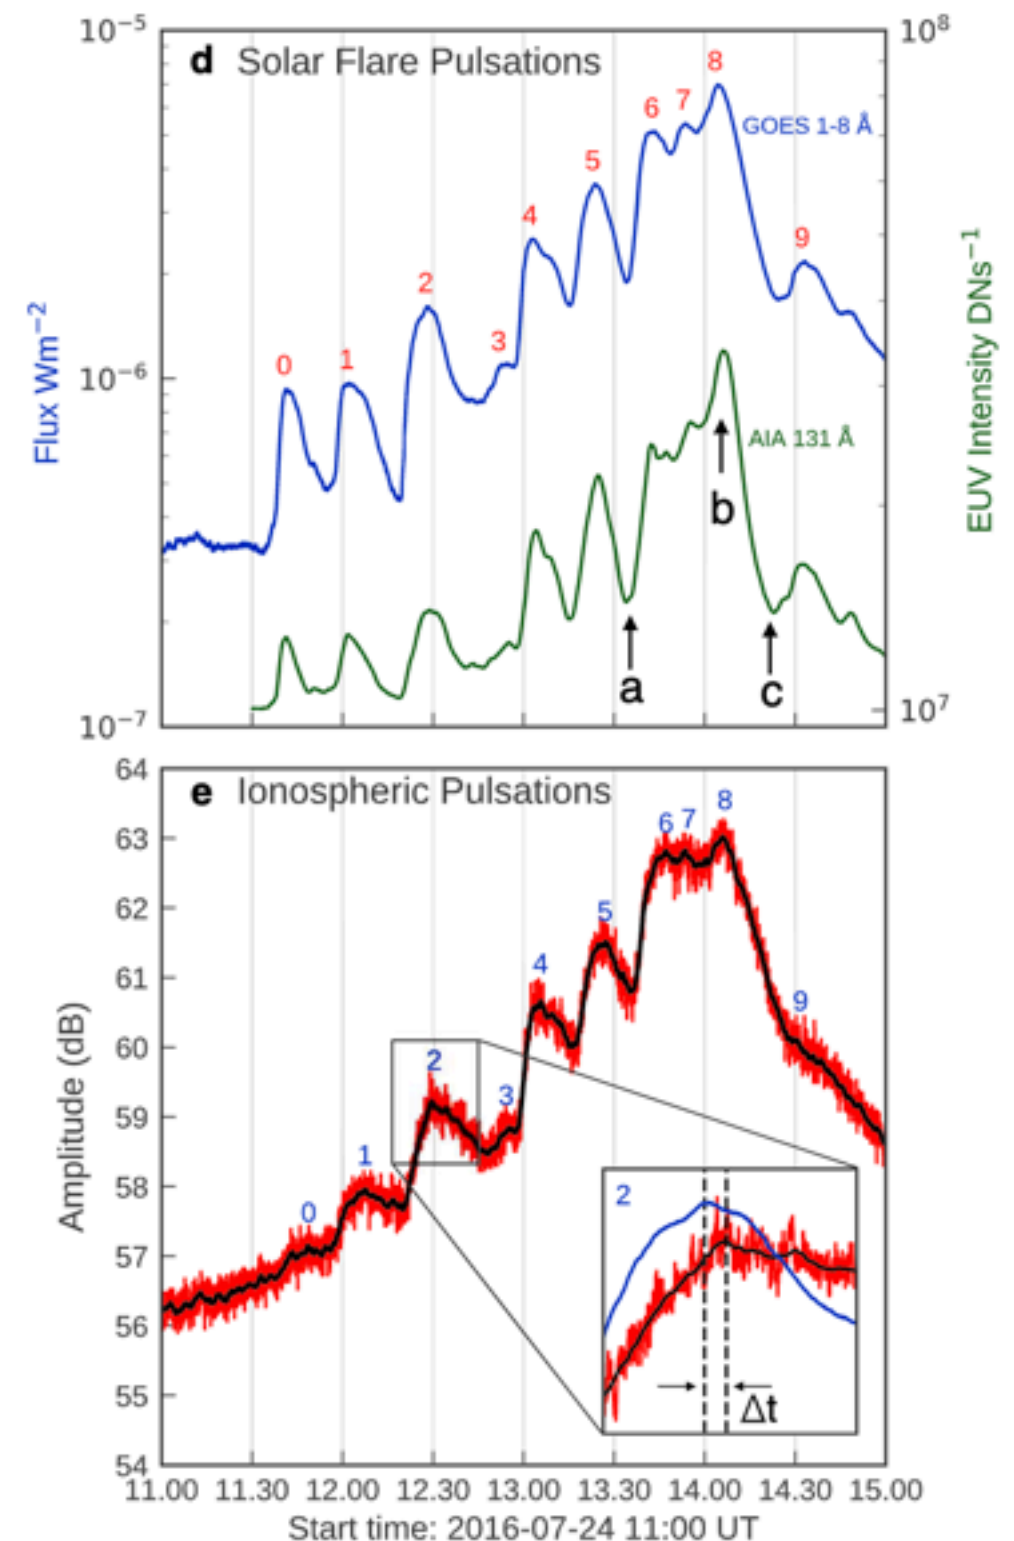 10⁻⁵
10⁸
d Solar Flare Pulsations
8
6 7
GOES 1-8 Å
5
4
9
2
3
0 1
10⁻⁶
Flux Wm⁻²
EUV Intensity DNs⁻¹
AIA 131 Å
b
a
c
10⁻⁷
10⁷
64
e Ionospheric Pulsations
8
6 7
63
62
5
61
4
9
60
2
3
59
1
58
0
2
57
56
55
54
Δt
Amplitude (dB)
11.00 11.30 12.00 12.30 13.00 13.30 14.00 14.30 15.00
Start time: 2016-07-24 11:00 UT